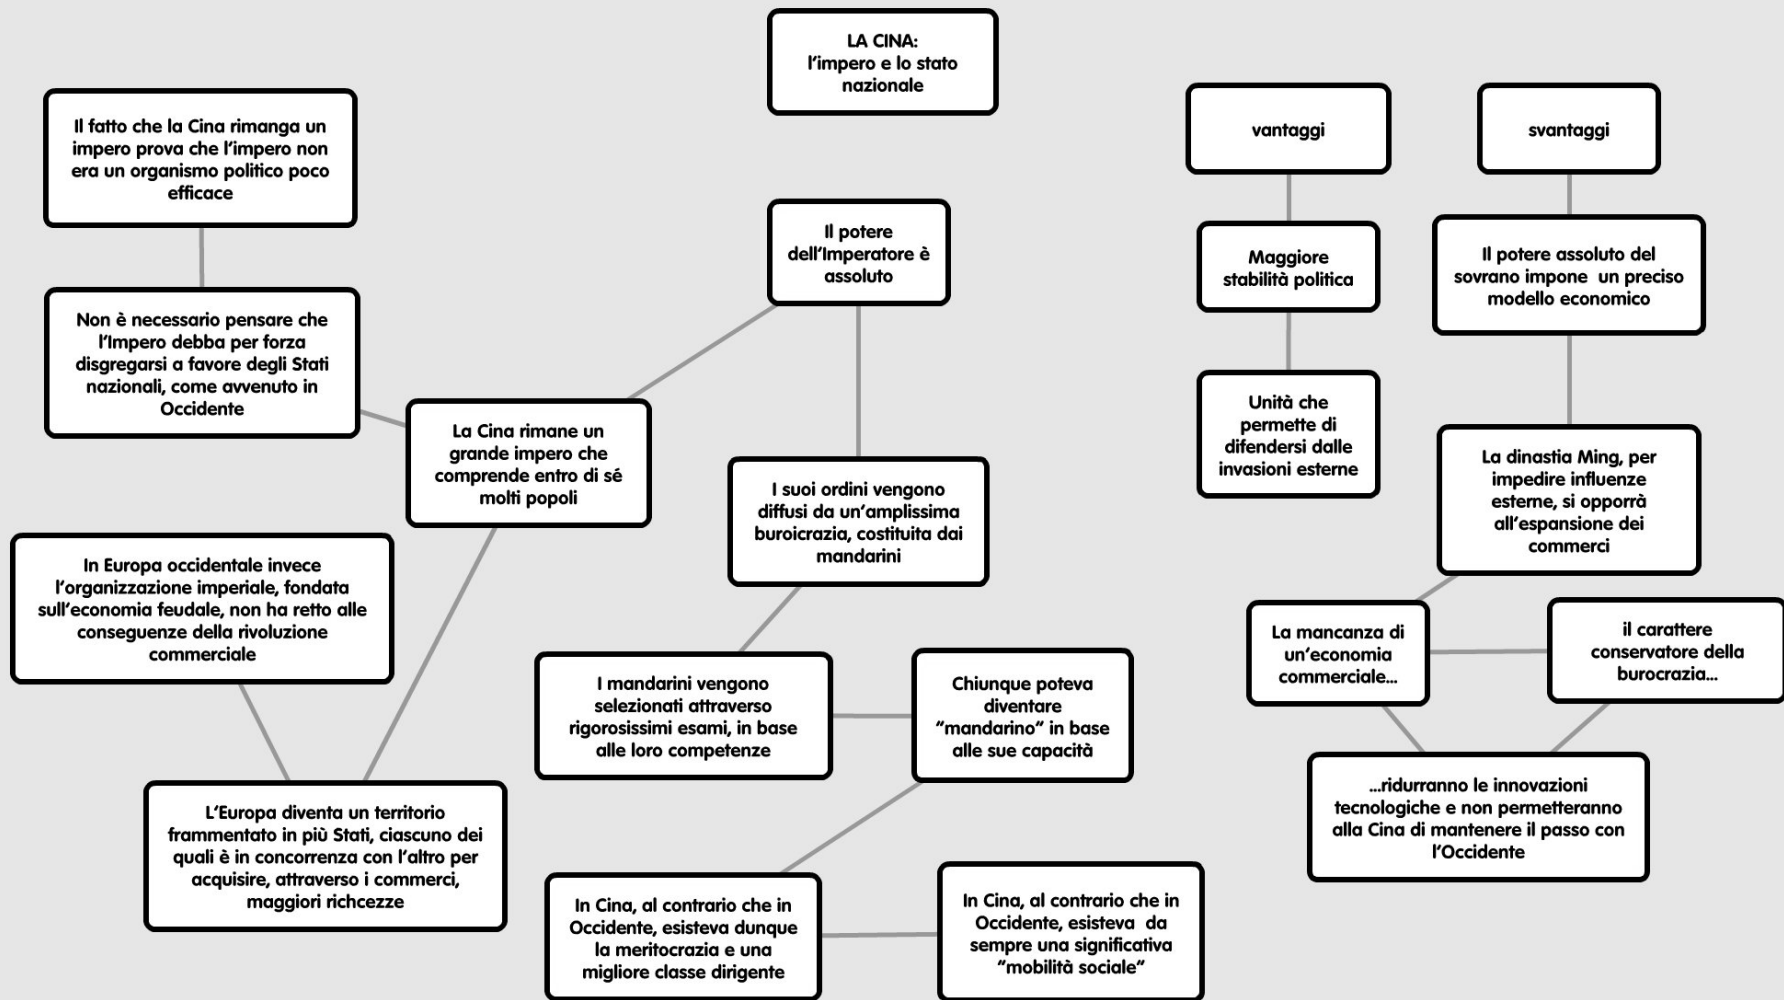 LA CINA:
l'impero e lo stato
nazionale
Il fatto che la Cina rimanga un
impero prova che l'impero non
era un organismo politico poco
efficace
Non è necessario pensare che
l'Impero debba per forza
disgregarsi a favore degli Stati
nazionali, come avvenuto in
Occidente
La Cina rimane un
grande impero che
comprende entro di sé
molti popoli
In Europa occidentale invece
l'organizzazione imperiale, fondata
sull'economia feudale, non ha retto alle
conseguenze della rivoluzione
commerciale
L'Europa diventa un territorio
frammentato in più Stati, ciascuno dei
quali è in concorrenza con l'altro per
acquisire, attraverso i commerci,
maggiori richcezze
Il potere
dell'Imperatore è
assoluto
I suoi ordini vengono
diffusi da un'amplissima
buroicrazia, costituita dai
mandarini
I mandarini vengono
selezionati attraverso
rigorosissimi esami, in base
alle loro competenze
Chiunque poteva
diventare
"mandarino" in base
alle sue capacità
In Cina, al contrario che in
Occidente, esisteva dunque
la meritocrazia e una
migliore classe dirigente
In Cina, al contrario che in
Occidente, esisteva da
sempre una significativa
"mobilità sociale"
vantaggi
Maggiore
stabilità politica
Unità che
permette di
difendersi dalle
invasioni esterne
svantaggi
Il potere assoluto del
sovrano impone un preciso
modello economico
La dinastia Ming, per
impedire influenze
esterne, si opporrà
all'espansione dei
commerci
La mancanza di
un'economia
commerciale...
il carattere
conservatore della
burocrazia...
...ridurranno le innovazioni
tecnologiche e non permetteranno
alla Cina di mantenere il passo con
l'Occidente